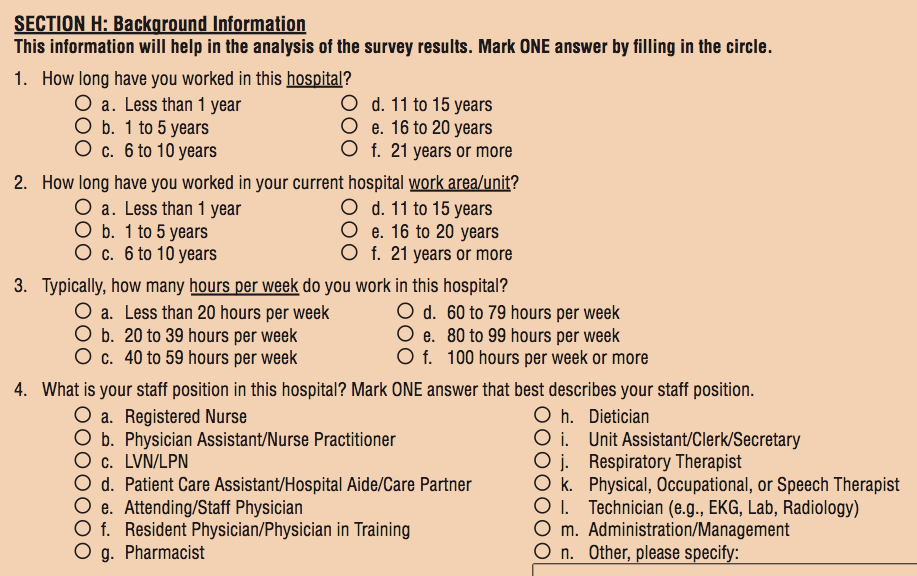 SECTION H: Background Information
This information will help in the analysis of the survey results. Mark ONE answer by filling in the circle.
1. How long have you worked in this hospital?
a. Less than 1 year
b. 1 to 5 years
c. 6 to 10 years
d. 11 to 15 years
e. 16 to 20 years
f. 21 years or more
2. How long have you worked in your current hospital work area/unit?
a. Less than 1 year
b. 1 to 5 years
c. 6 to 10 years
d. 11 to 15 years
e. 16 to 20 years
f. 21 years or more
3. Typically, how many hours per week do you work in this hospital?
a. Less than 20 hours per week
b. 20 to 39 hours per week
c. 40 to 59 hours per week
d. 60 to 79 hours per week
e. 80 to 99 hours per week
f. 100 hours per week or more
4. What is your staff position in this hospital? Mark ONE answer that best describes your staff position.
a. Registered Nurse
b. Physician Assistant/Nurse Practitioner
c. LVN/LPN
d. Patient Care Assistant/Hospital Aide/Care Partner
e. Attending/Staff Physician
f. Resident Physician/Physician in Training
g. Pharmacist
h. Dietician
i. Unit Assistant/Clerk/Secretary
j. Respiratory Therapist
k. Physical, Occupational, or Speech Therapist
l. Technician (e.g., EKG, Lab, Radiology)
m. Administration/Management
n. Other, please specify: